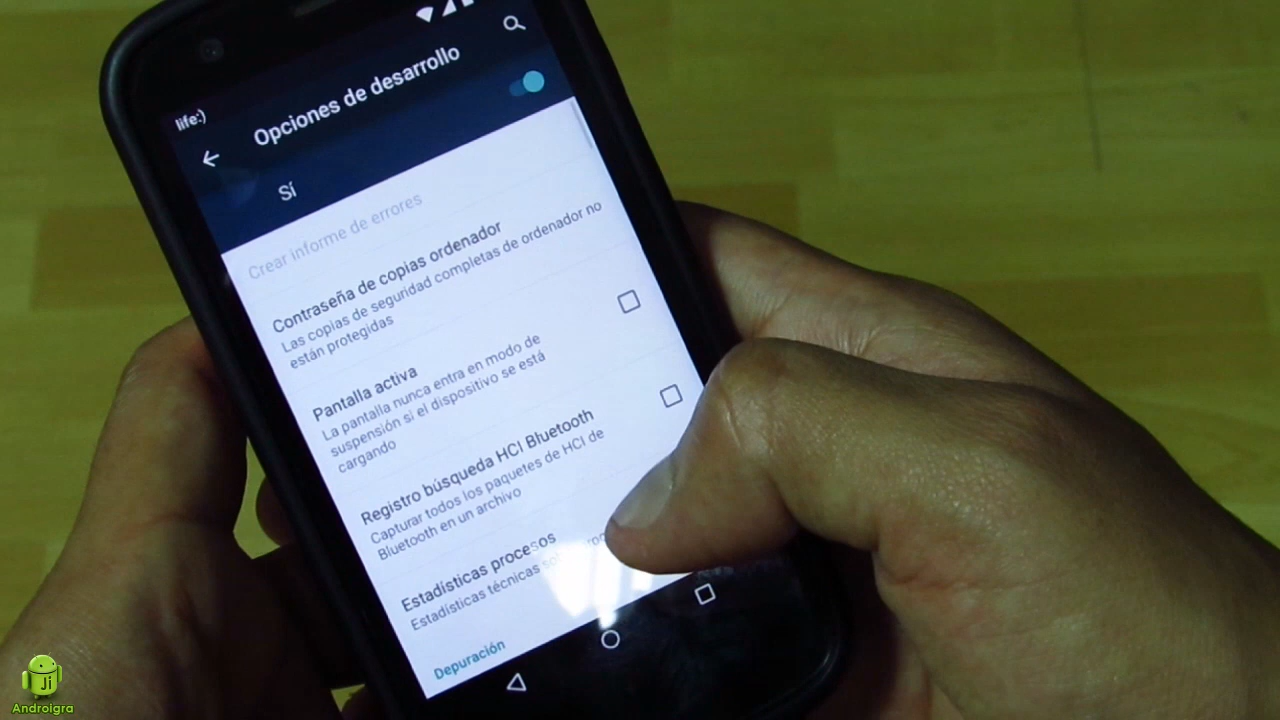 life:)
Opciones de desarrollo
Sí
Crear informe de errores
Contraseña de copias ordenador
Las copias de seguridad completas de ordenador no
están protegidas
Pantalla activa
La pantalla nunca entra en modo de
suspensión si el dispositivo se está
cargando
Registro búsqueda HCI Bluetooth
Capturar todos los paquetes de HCI de
Bluetooth en un archivo
Estadísticas procesos
Estadísticas técnicas
Depuración
Ji
Androigra